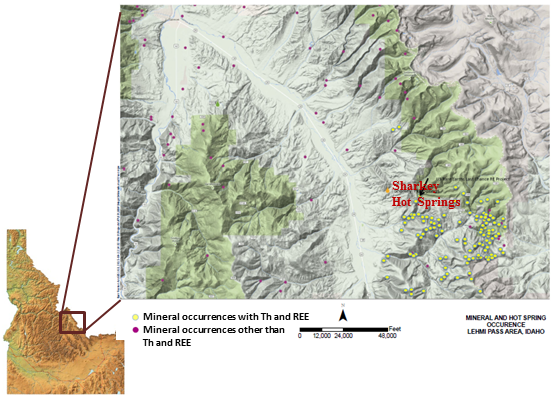 Sharkey
Hot Springs
Mineral occurrences with Th and REE
Mineral occurrences other than
Th and REE
N
Feet
0 12,000 24,000 48,000
MINERAL AND HOT SPRING
OCCURENCE
LEHMI PASS AREA, IDAHO